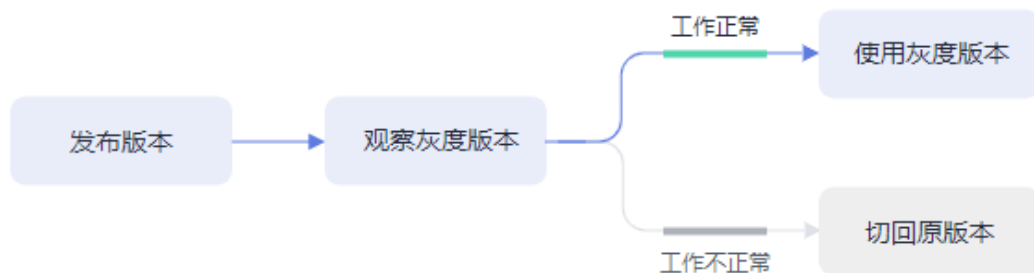 工作正常
使用灰度版本
发布版本
观察灰度版本
切回原版本
工作不正常